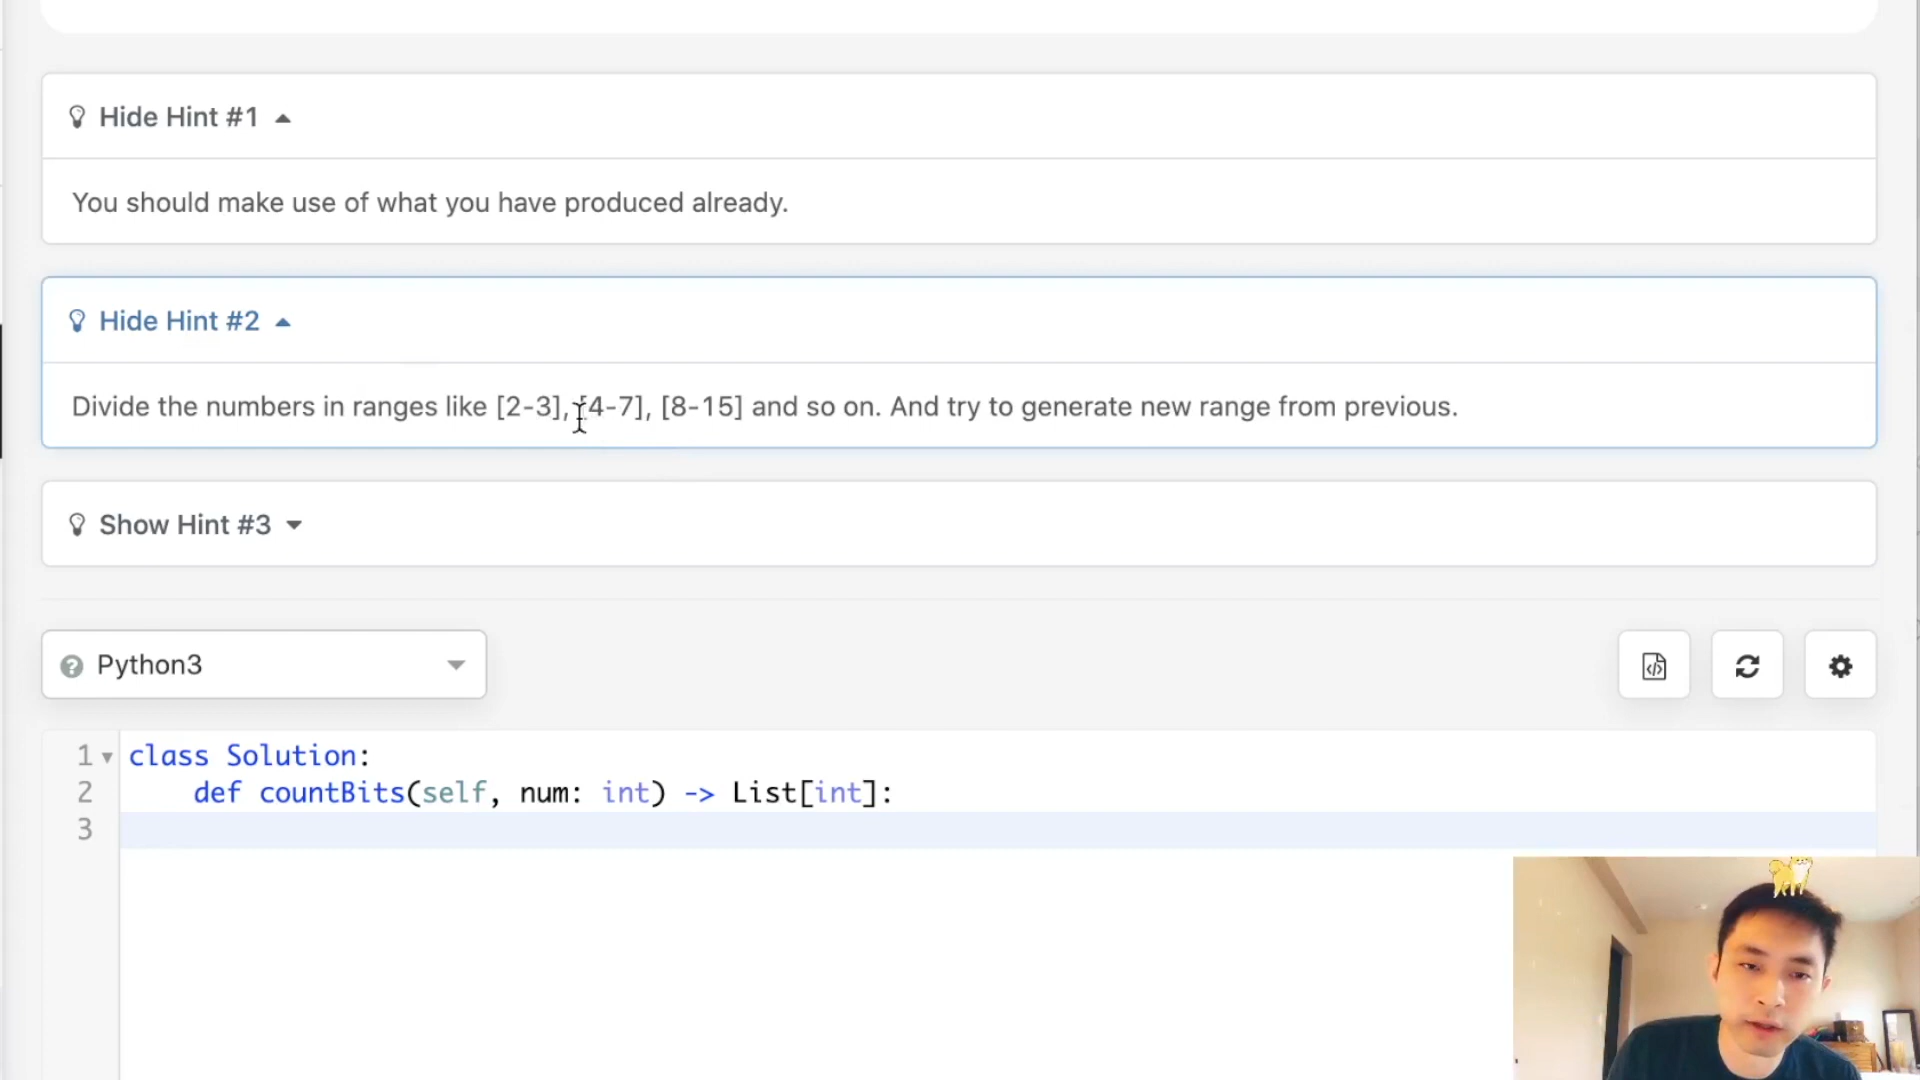 Hide Hint #1
You should make use of what you have produced already.
Hide Hint #2
Divide the numbers in ranges like [2-3], [4-7], [8-15] and so on. And try to generate new range from previous.
Show Hint #3
Python3
1 class Solution:
2 def countBits(self, num: int) -> List[int]:
3